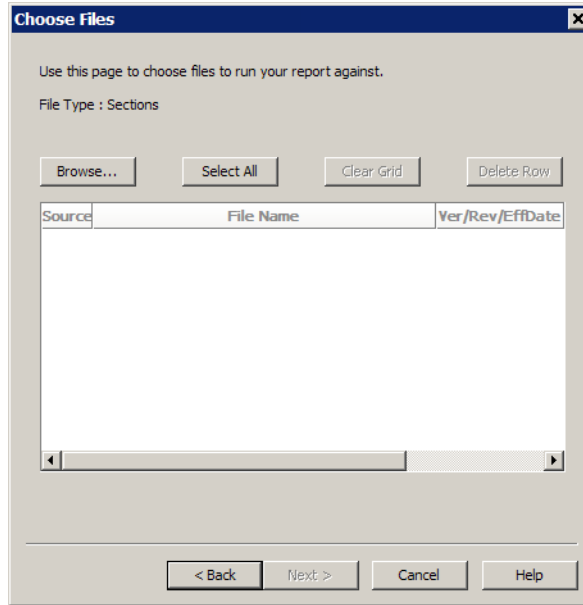 Choose Files
Use this page to choose files to run your report against.
File Type : Sections
Browse... Select All Clear Grid Delete Row
Source File Name Ver/Rev/EffDate
< Back Next > Cancel Help